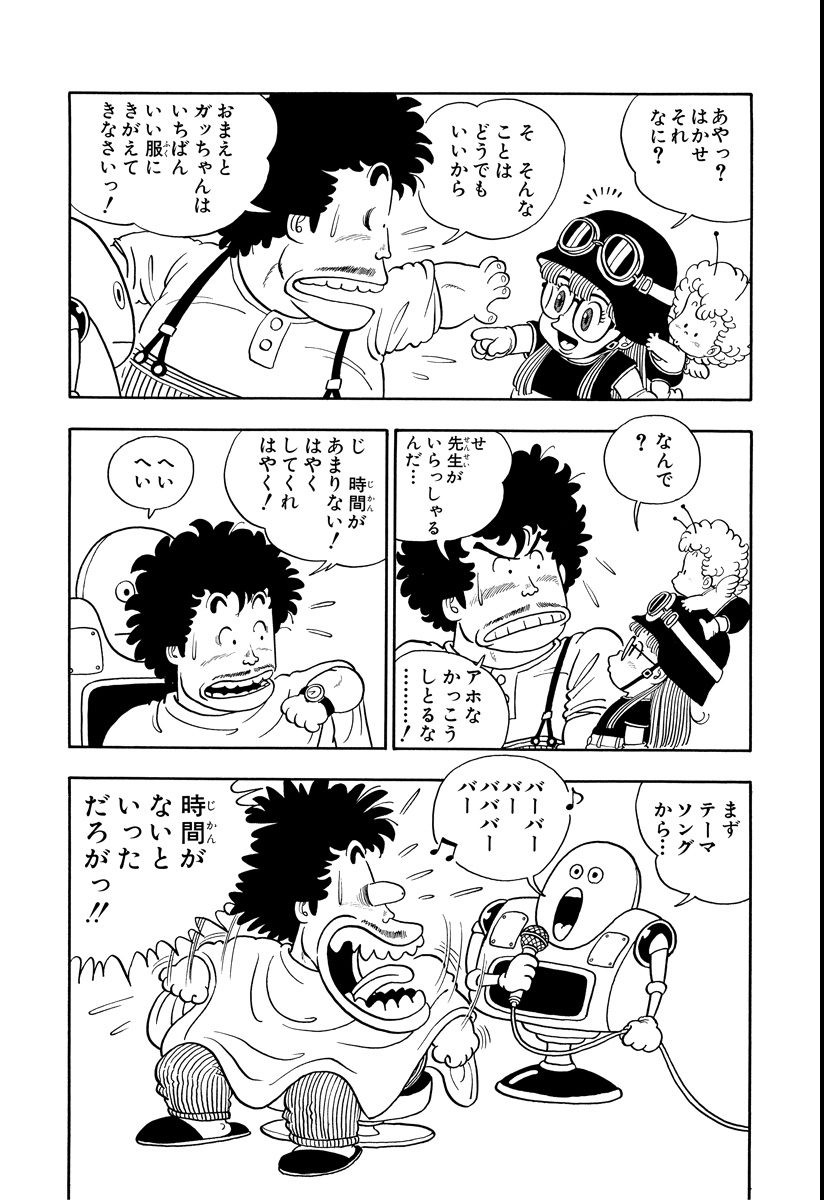 あやっ?
はかせ
それ
なに?
そ そんな
ことは
どうでも
いいから
おまえと
ガッちゃんは
いちばん
いい服に
きがえて
きなさいっ!
なんで
?
せ
先生が
いらっしゃる
んだ…
アホな
かっこう
しとるな
………!
じ 時間が
あまりない!
はやく
してくれ
はやく!
へい
へい
まず
テーマ
ソング
から…
バーバー
バー
バババー
バー
時間が
ないと
いった
だろがっ!!